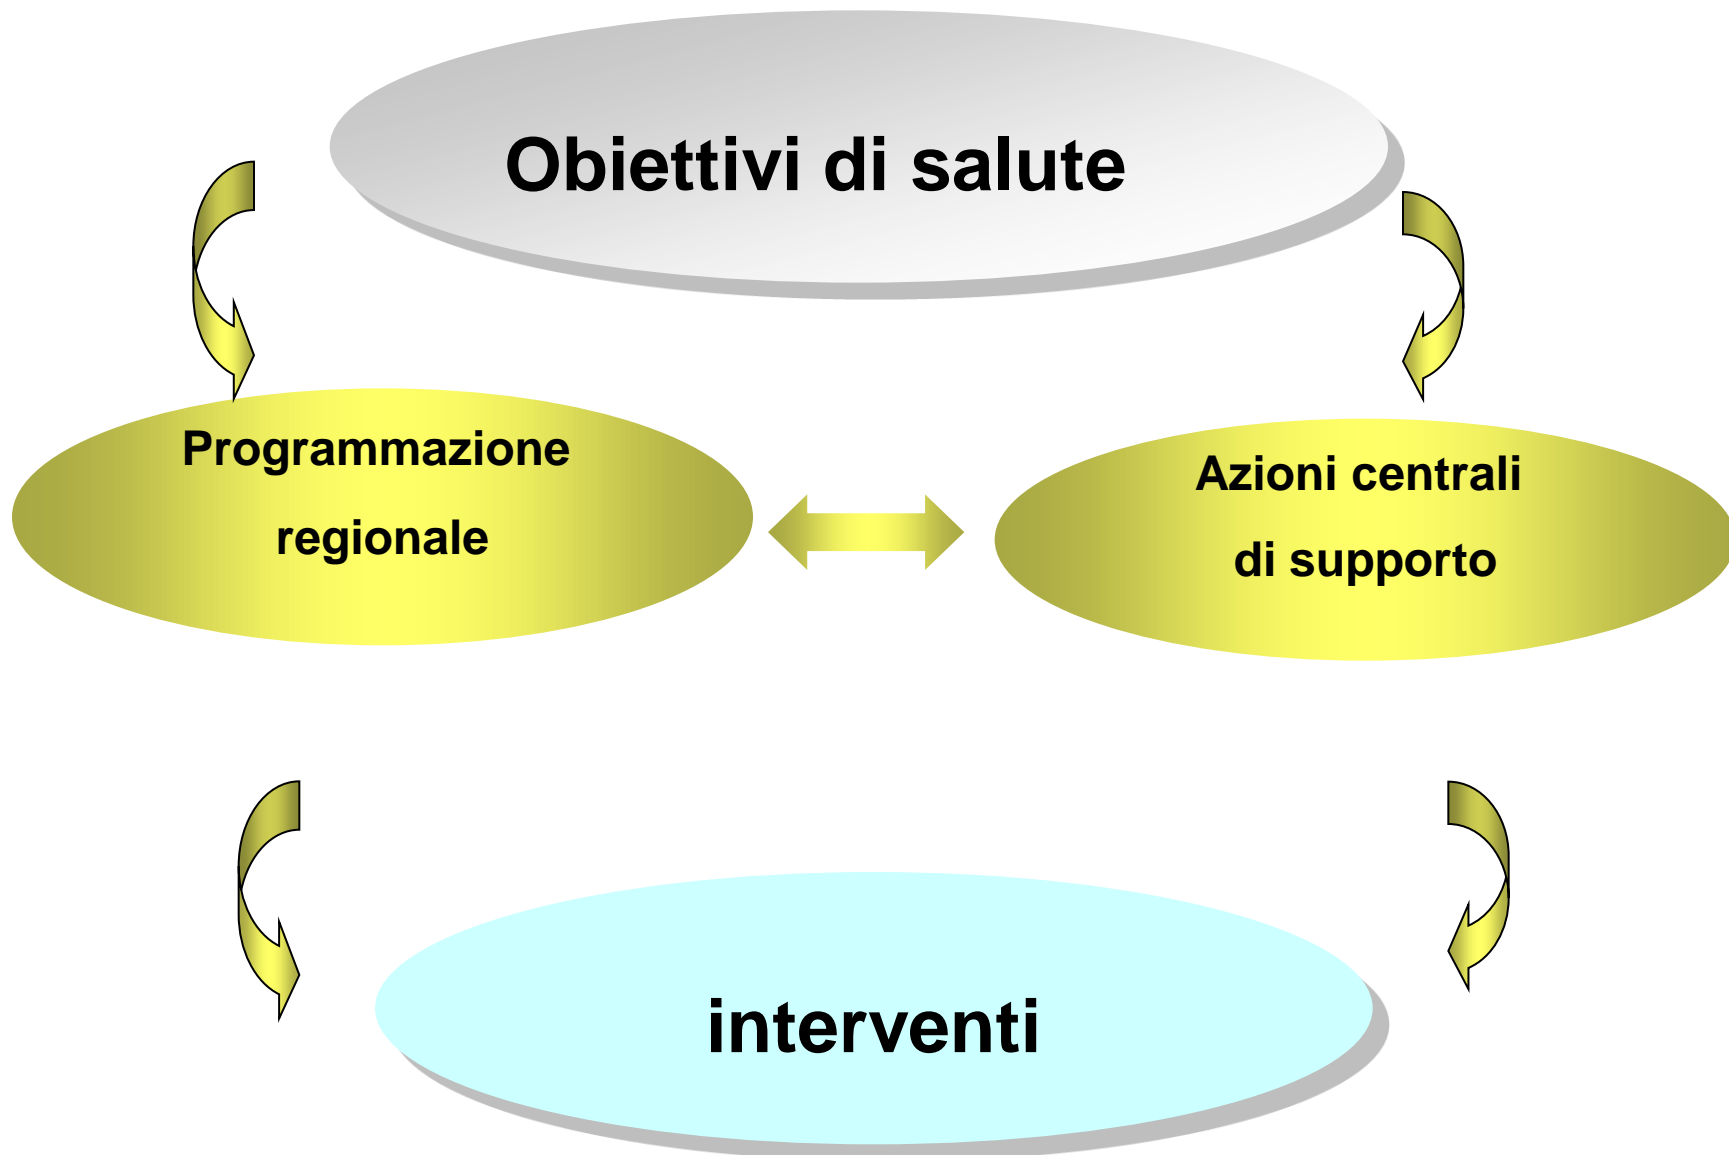 Obiettivi di salute
Programmazione
regionale
Azioni centrali
di supporto
interventi